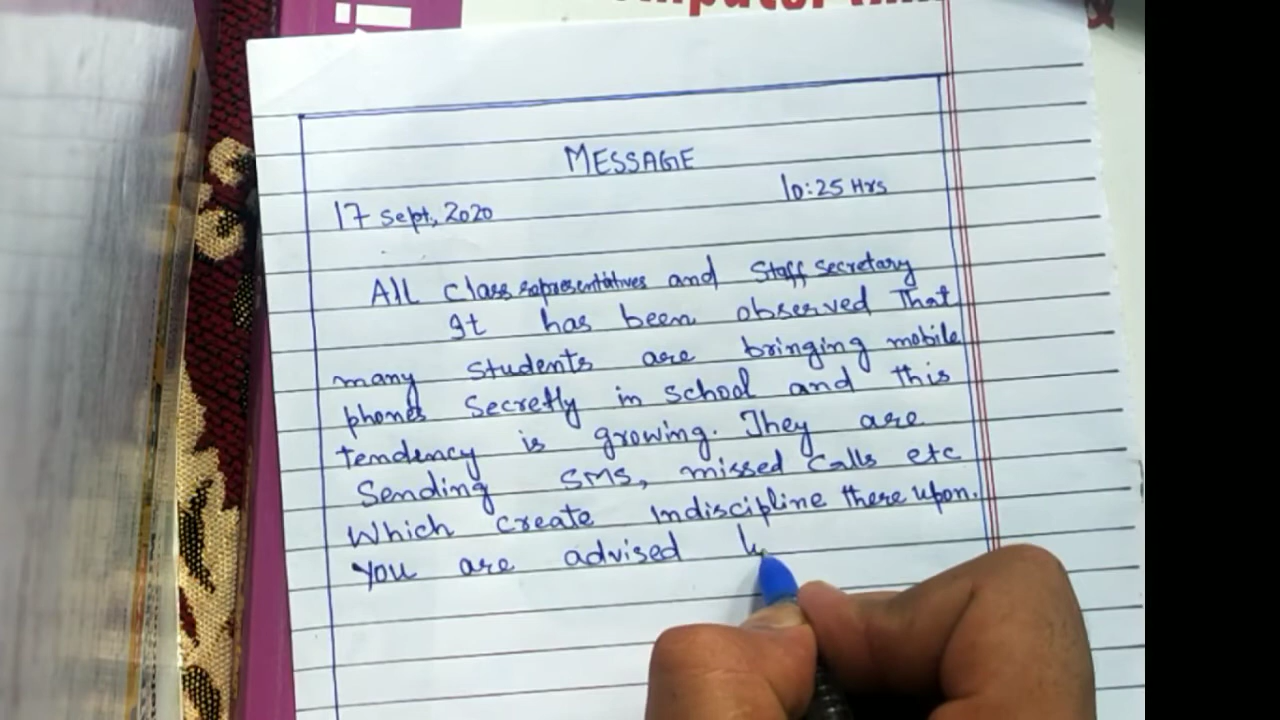 MESSAGE
10:25 Hrs
17 Sept, 2020
All Class representatives and Staff secretary
It has been observed That
many students are bringing mobile
phones Secretly in school and this
tendency is growing. They are
Sending SMS, missed Calls etc
Which create Indiscipline there upon.
You are advised